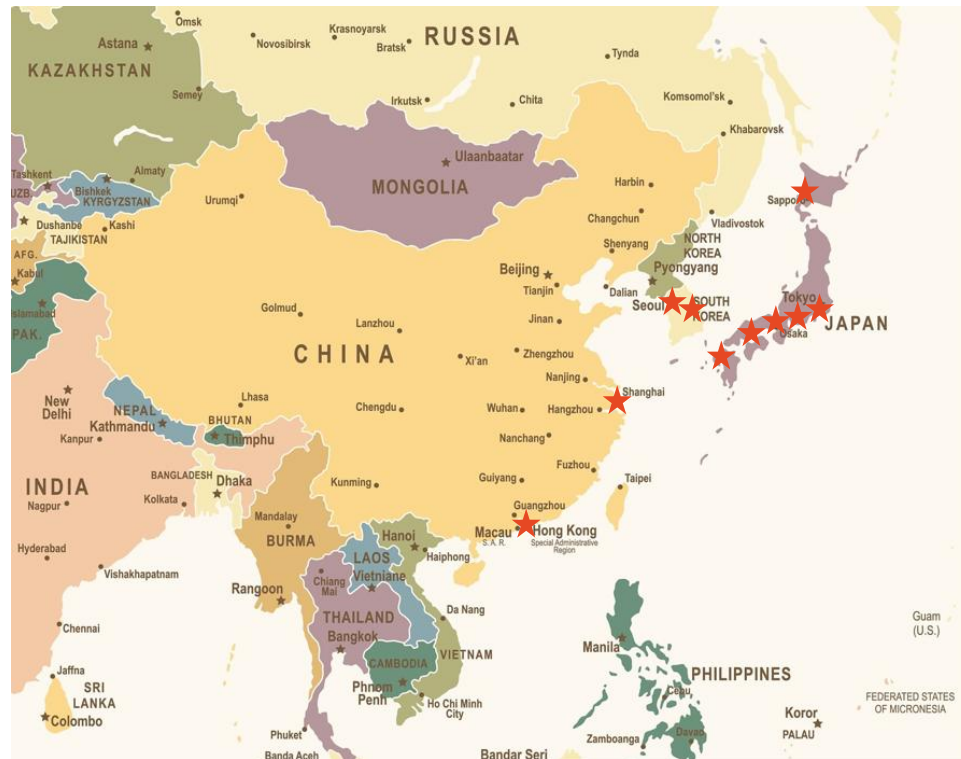 Omsk
Krasnoyarsk
Novosibirsk
Bratsk
RUSSIA
Tynda
Astana
KAZAKHSTAN
Semey
Irkutsk
Chita
Komsomol'sk
Khabarovsk
Ulaanbaatar
MONGOLIA
Tashkent
UZB.
Bishkek
Almaty
KYRGYZSTAN
Urumqi
Harbin
Sapporo
Changchun
Vladivostok
Dushanbe
Kashi
TAJIKISTAN
AFG.
Kabul
Shenyang
NORTH
KOREA
Pyongyang
Beijing
Tianjin
Dalian
Seoul
SOUTH
KOREA
Tokyo
JAPAN
Osaka
Islamabad
PAK.
Golmud
Lanzhou
Jinan
CHINA
Xi'an
Zhengzhou
Nanjing
Shanghai
New
Delhi
NEPAL
Kathmandu
Lhasa
BHUTAN
Thimphu
Chengdu
Wuhan
Hangzhou
Kanpur
Nanchang
BANGLADESH
Dhaka
INDIA
Nagpur
Kolkata
Kunming
Guiyang
Fuzhou
Taipei
Guangzhou
Macau
S. A. R.
Hong Kong
Special Administrative
Region
Mandalay
BURMA
Hanoi
Haiphong
LAOS
Vietniane
Hyderabad
Vishakhapatnam
Rangoon
Chiang
Mai
THAILAND
Bangkok
Da Nang
VIETNAM
CAMBODIA
Phnom
Penh
Ho Chi Minh
City
Chennai
Jaffna
SRI
LANKA
Colombo
Phuket
Banda Aceh
Bandar Seri
Manila
PHILIPPINES
Cebu
Zamboanga
Davao
Guam
(U.S.)
FEDERATED STATES
OF MICRONESIA
Koror
PALAU